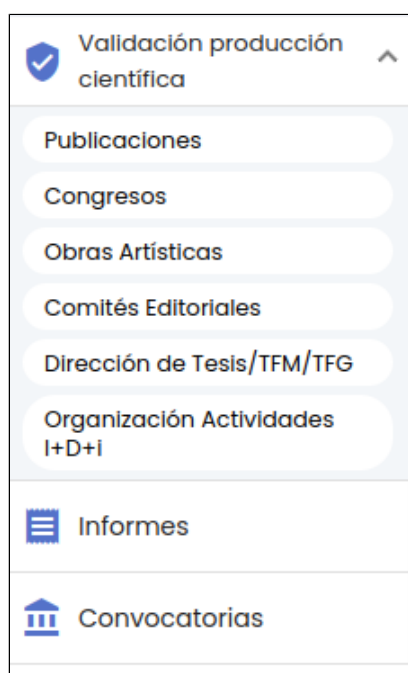 Validación producción
científica
Publicaciones
Congresos
Obras Artísticas
Comités Editoriales
Dirección de Tesis/TFM/TFG
Organización Actividades
I+D+i
Informes
Convocatorias